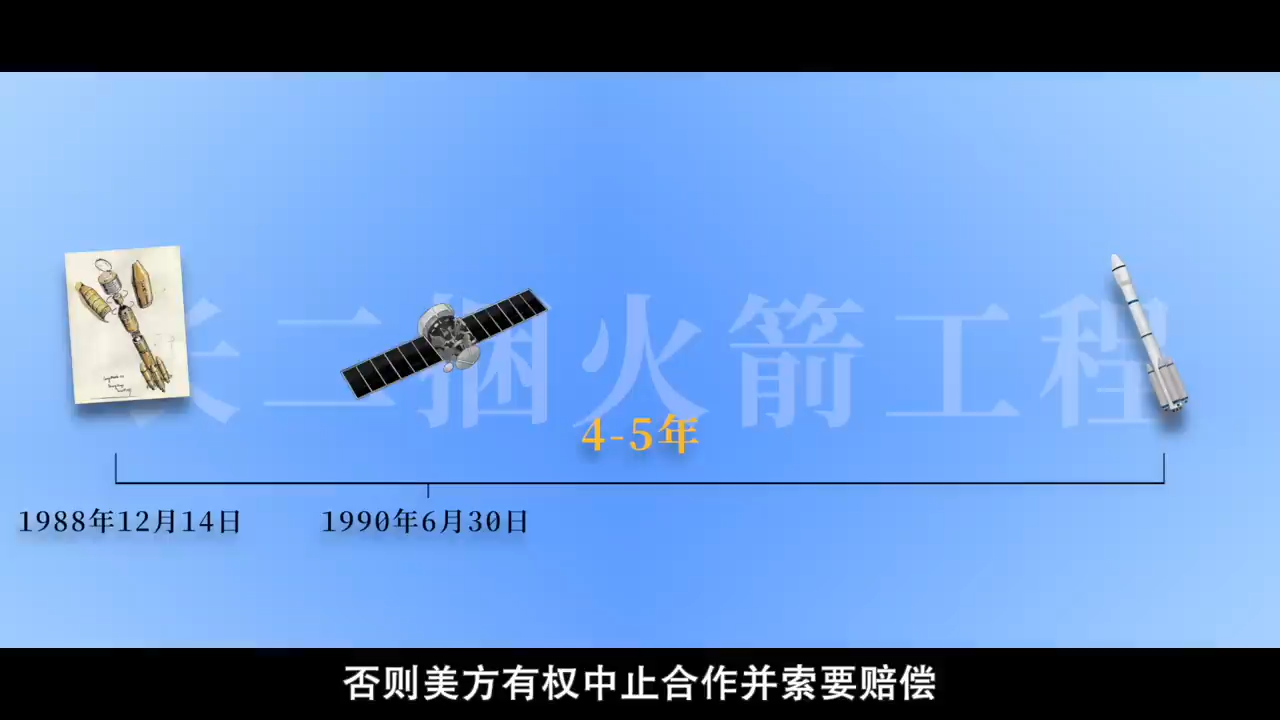 长二捆火箭工程
4-5年
1988年12月14日
1990年6月30日
否则美方有权中止合作并索要赔偿